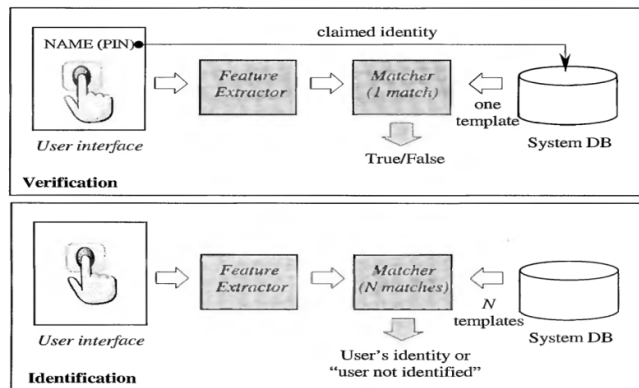 claimed identity
NAME (PIN)
Feature
Extractor
Matcher
(1 match)
one
template
System DB
True/False
User interface
Verification
Feature
Extractor
Matcher
(N matches)
N
templates
System DB
User interface
User's identity or
"user not identified"
Identification